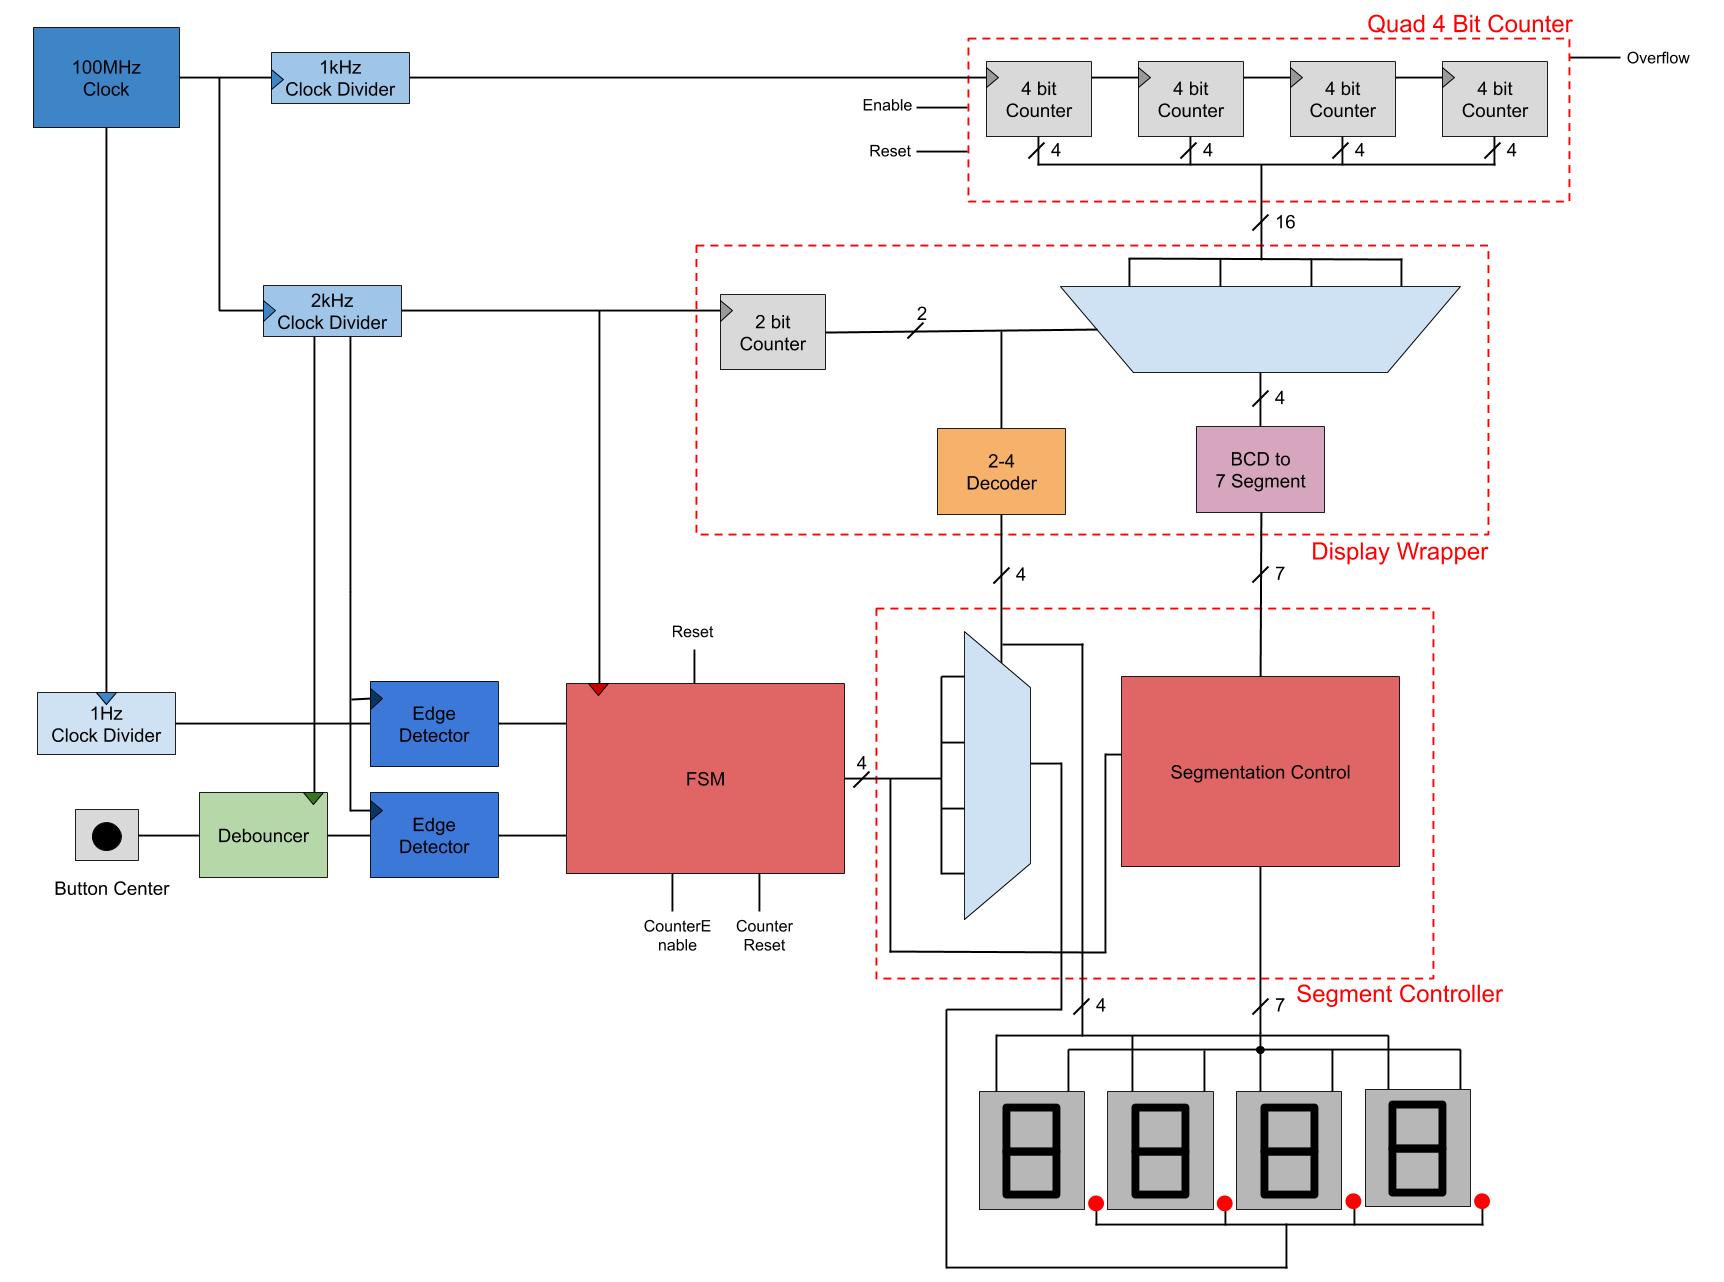 Quad 4 Bit Counter
100MHz
Clock
1kHz
Clock Divider
Overflow
4 bit
Counter
4 bit
Counter
4 bit
Counter
4 bit
Counter
Enable
Reset
4
4
4
4
16
2kHz
Clock Divider
2 bit
Counter
2
4
2-4
Decoder
BCD to
7 Segment
Display Wrapper
4
7
Reset
1Hz
Clock Divider
Edge
Detector
FSM
4
Segmentation Control
Button Center
Debouncer
Edge
Detector
CounterE
nable
Counter
Reset
Segment Controller
4
7